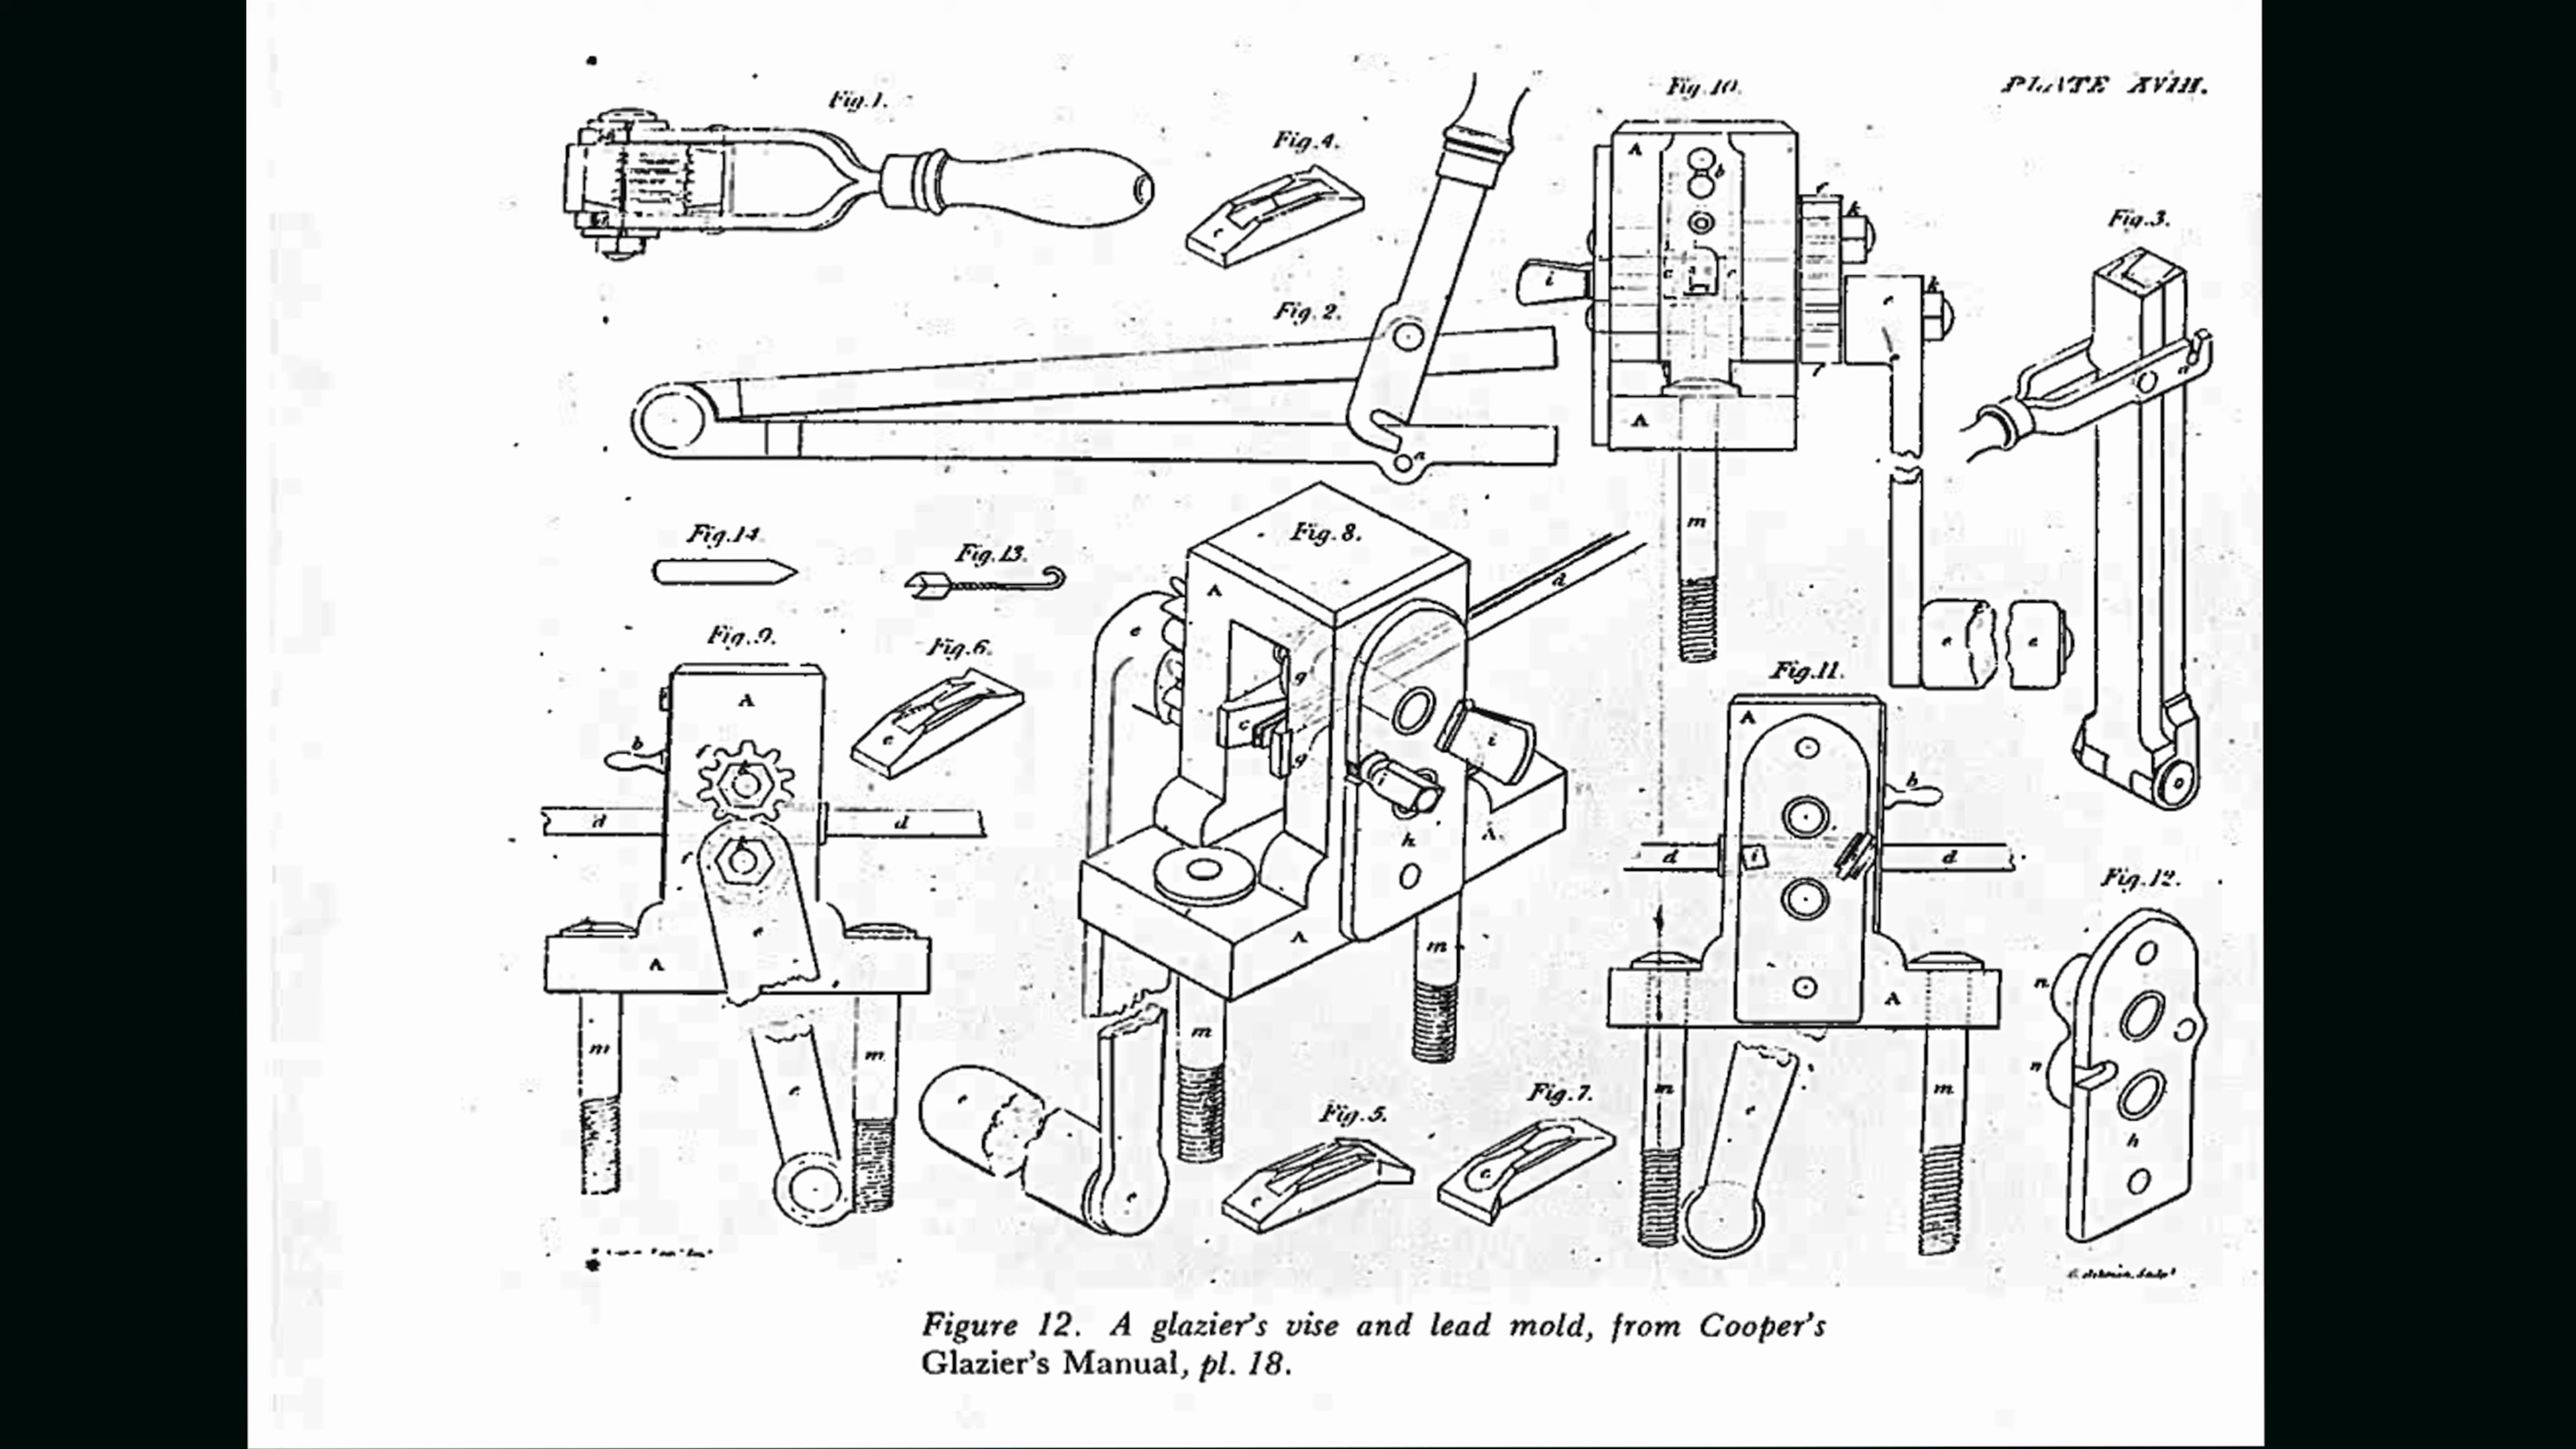 PLATE XVIII.
Fig.1.
Fig.4.
Fig.10.
Fig.3.
Fig.2.
Fig.14.
Fig.13.
Fig.8.
Fig.9.
Fig.6.
Fig.11.
Fig.12.
Fig.5.
Fig.7.
A
b
i
f
k
e
k
c
A
m
a
a
A
d
e
g
c
g
i
h
A
m
A
m
e
e
A
b
f
k
d
d
f
k
e
A
m
m
e
c
A
b
d
i
d
A
m
m
e
n
n
h
c
c
Figure 12. A glazier's vise and lead mold, from Cooper's
Glazier's Manual, pl. 18.